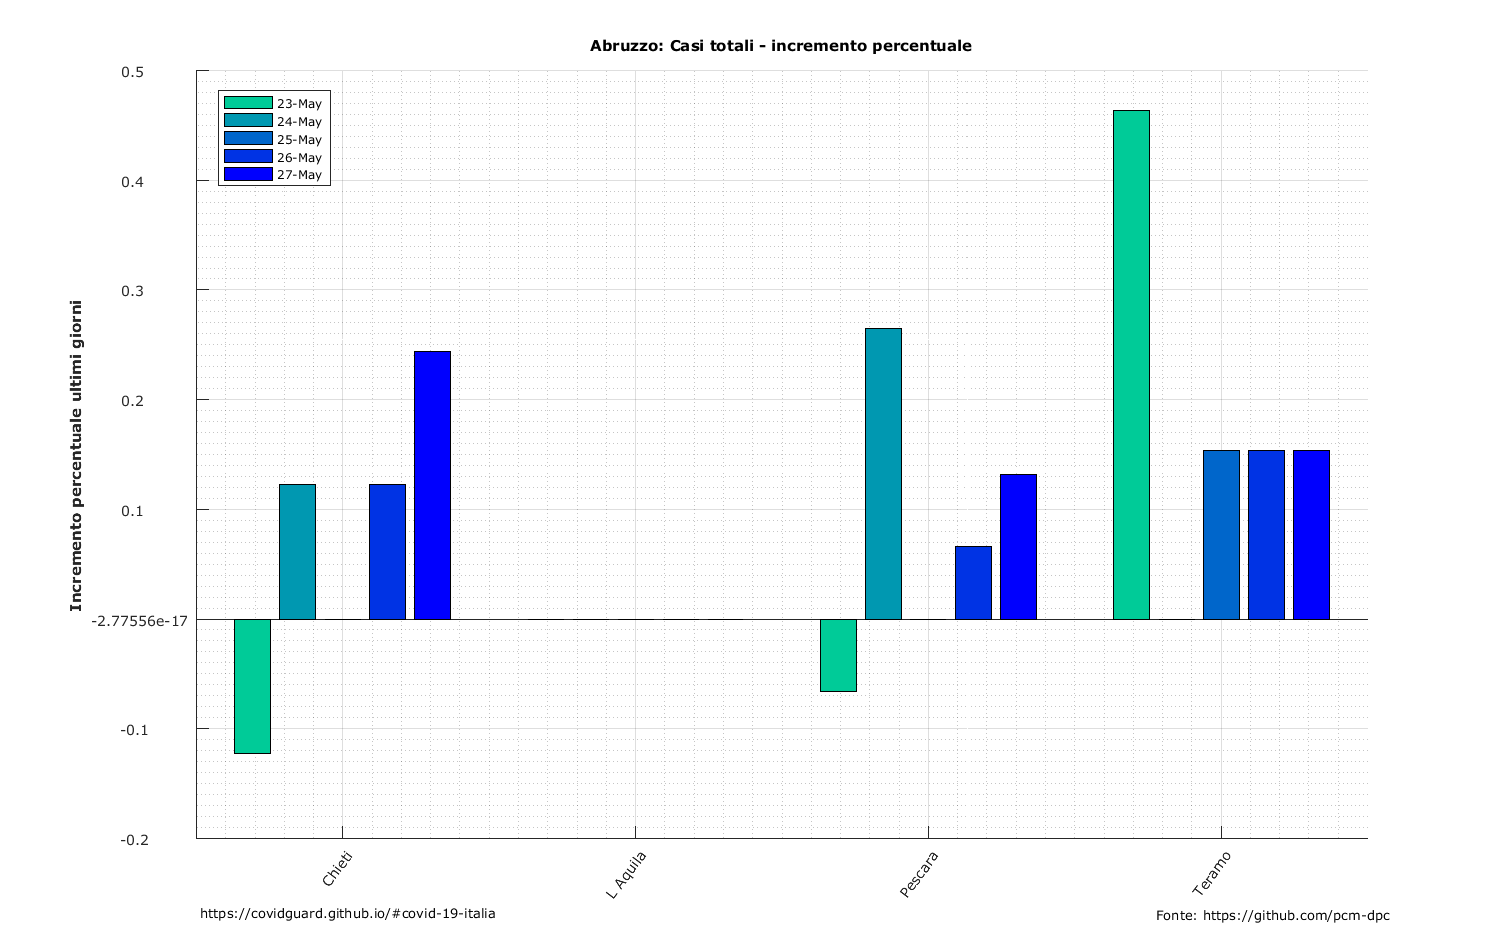 Abruzzo: Casi totali - incremento percentuale
0.5
0.4
0.3
0.2
0.1
-2.77556e-17
-0.1
-0.2
Incremento percentuale ultimi giorni
23-May
24-May
25-May
26-May
27-May
Chieti
L Aquila
Pescara
Teramo
https://covidguard.github.io/#covid-19-italia
Fonte: https://github.com/pcm-dpc